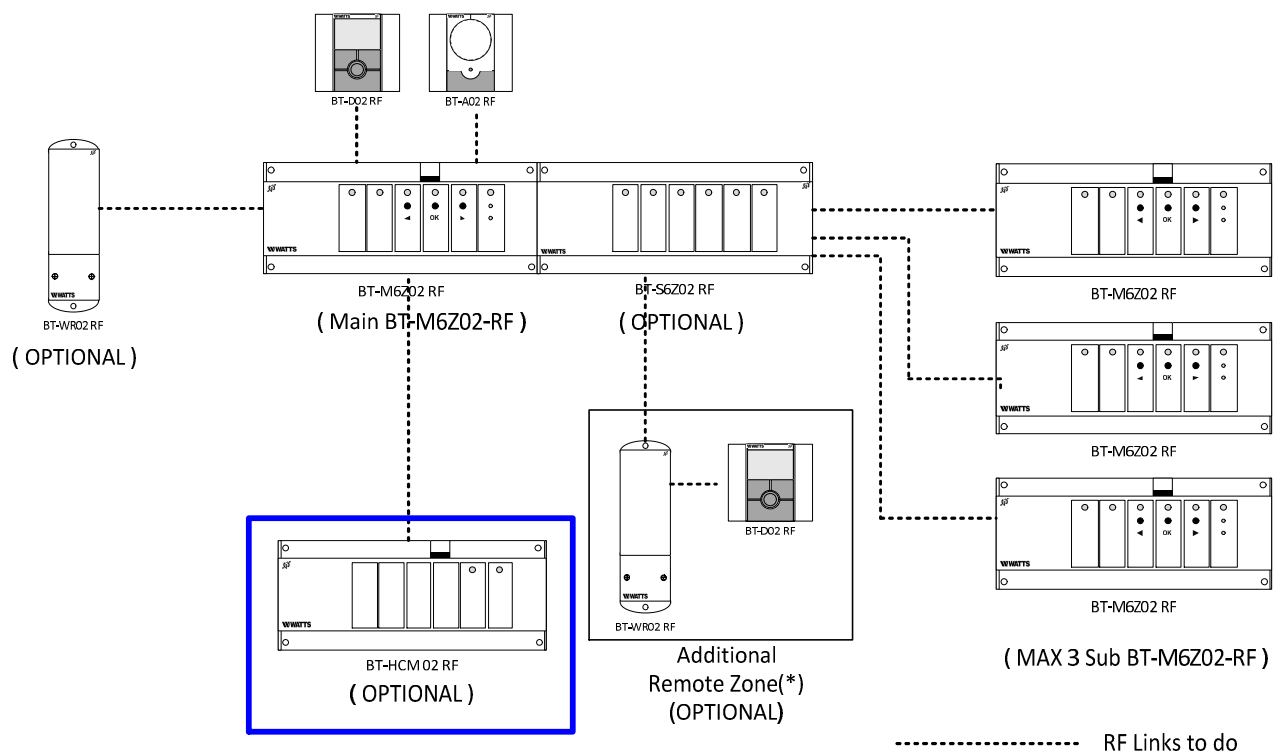 WATTS
WATTS
BT-D02 RF
BT-A02 RF
WATTS
BT-WR02 RF
( OPTIONAL )
◄ OK ►
WATTS
WATTS
BT-M6Z02 RF
( Main BT-M6Z02-RF )
BT-S6Z02 RF
( OPTIONAL )
◄ OK ►
WATTS
BT-M6Z02 RF
◄ OK ►
WATTS
BT-M6Z02 RF
◄ OK ►
WATTS
BT-M6Z02 RF
( MAX 3 Sub BT-M6Z02-RF )
WATTS
BT-HCM02 RF
( OPTIONAL )
WATTS
BT-D02 RF
WATTS
BT-WR02 RF
Additional
Remote Zone(*)
(OPTIONAL)
RF Links to do